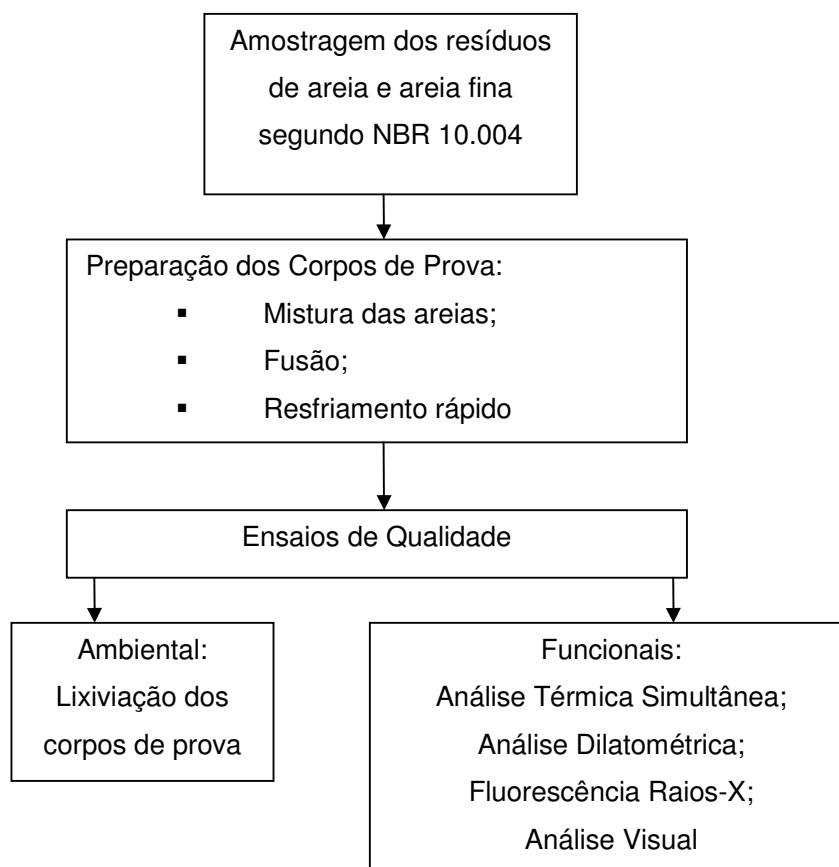 Amostragem dos resíduos
de areia e areia fina
segundo NBR 10.004
Preparação dos Corpos de Prova:
▪ Mistura das areias;
▪ Fusão;
▪ Resfriamento rápido
Ensaios de Qualidade
Ambiental:
Lixiviação dos
corpos de prova
Funcionais:
Análise Térmica Simultânea;
Análise Dilatométrica;
Fluorescência Raios-X;
Análise Visual